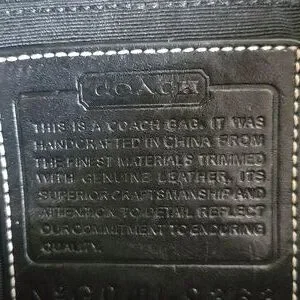 COACH
THIS IS A COACH BAG. IT WAS
HANDCRAFTED IN CHINA FROM
THE FINEST MATERIALS TRIMMED
WITH GENUINE LEATHER. ITS
SUPERIOR CRAFTSMANSHIP AND
ATTENTION TO DETAIL REFLECT
OUR COMMITMENT TO ENDURING
QUALITY.